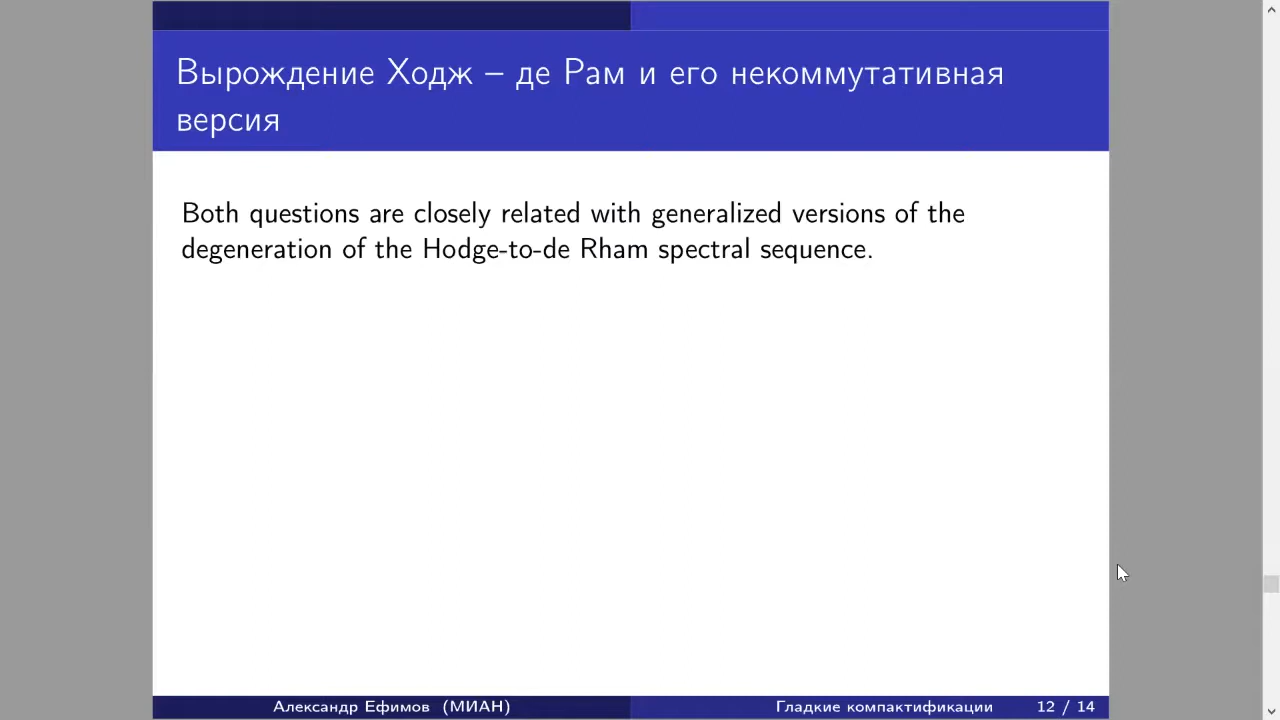 Вырождение Ходж – де Рам и его некоммутативная
версия
Both questions are closely related with generalized versions of the
degeneration of the Hodge-to-de Rham spectral sequence.
Александр Ефимов (МИАН) Гладкие компактификации 12 / 14